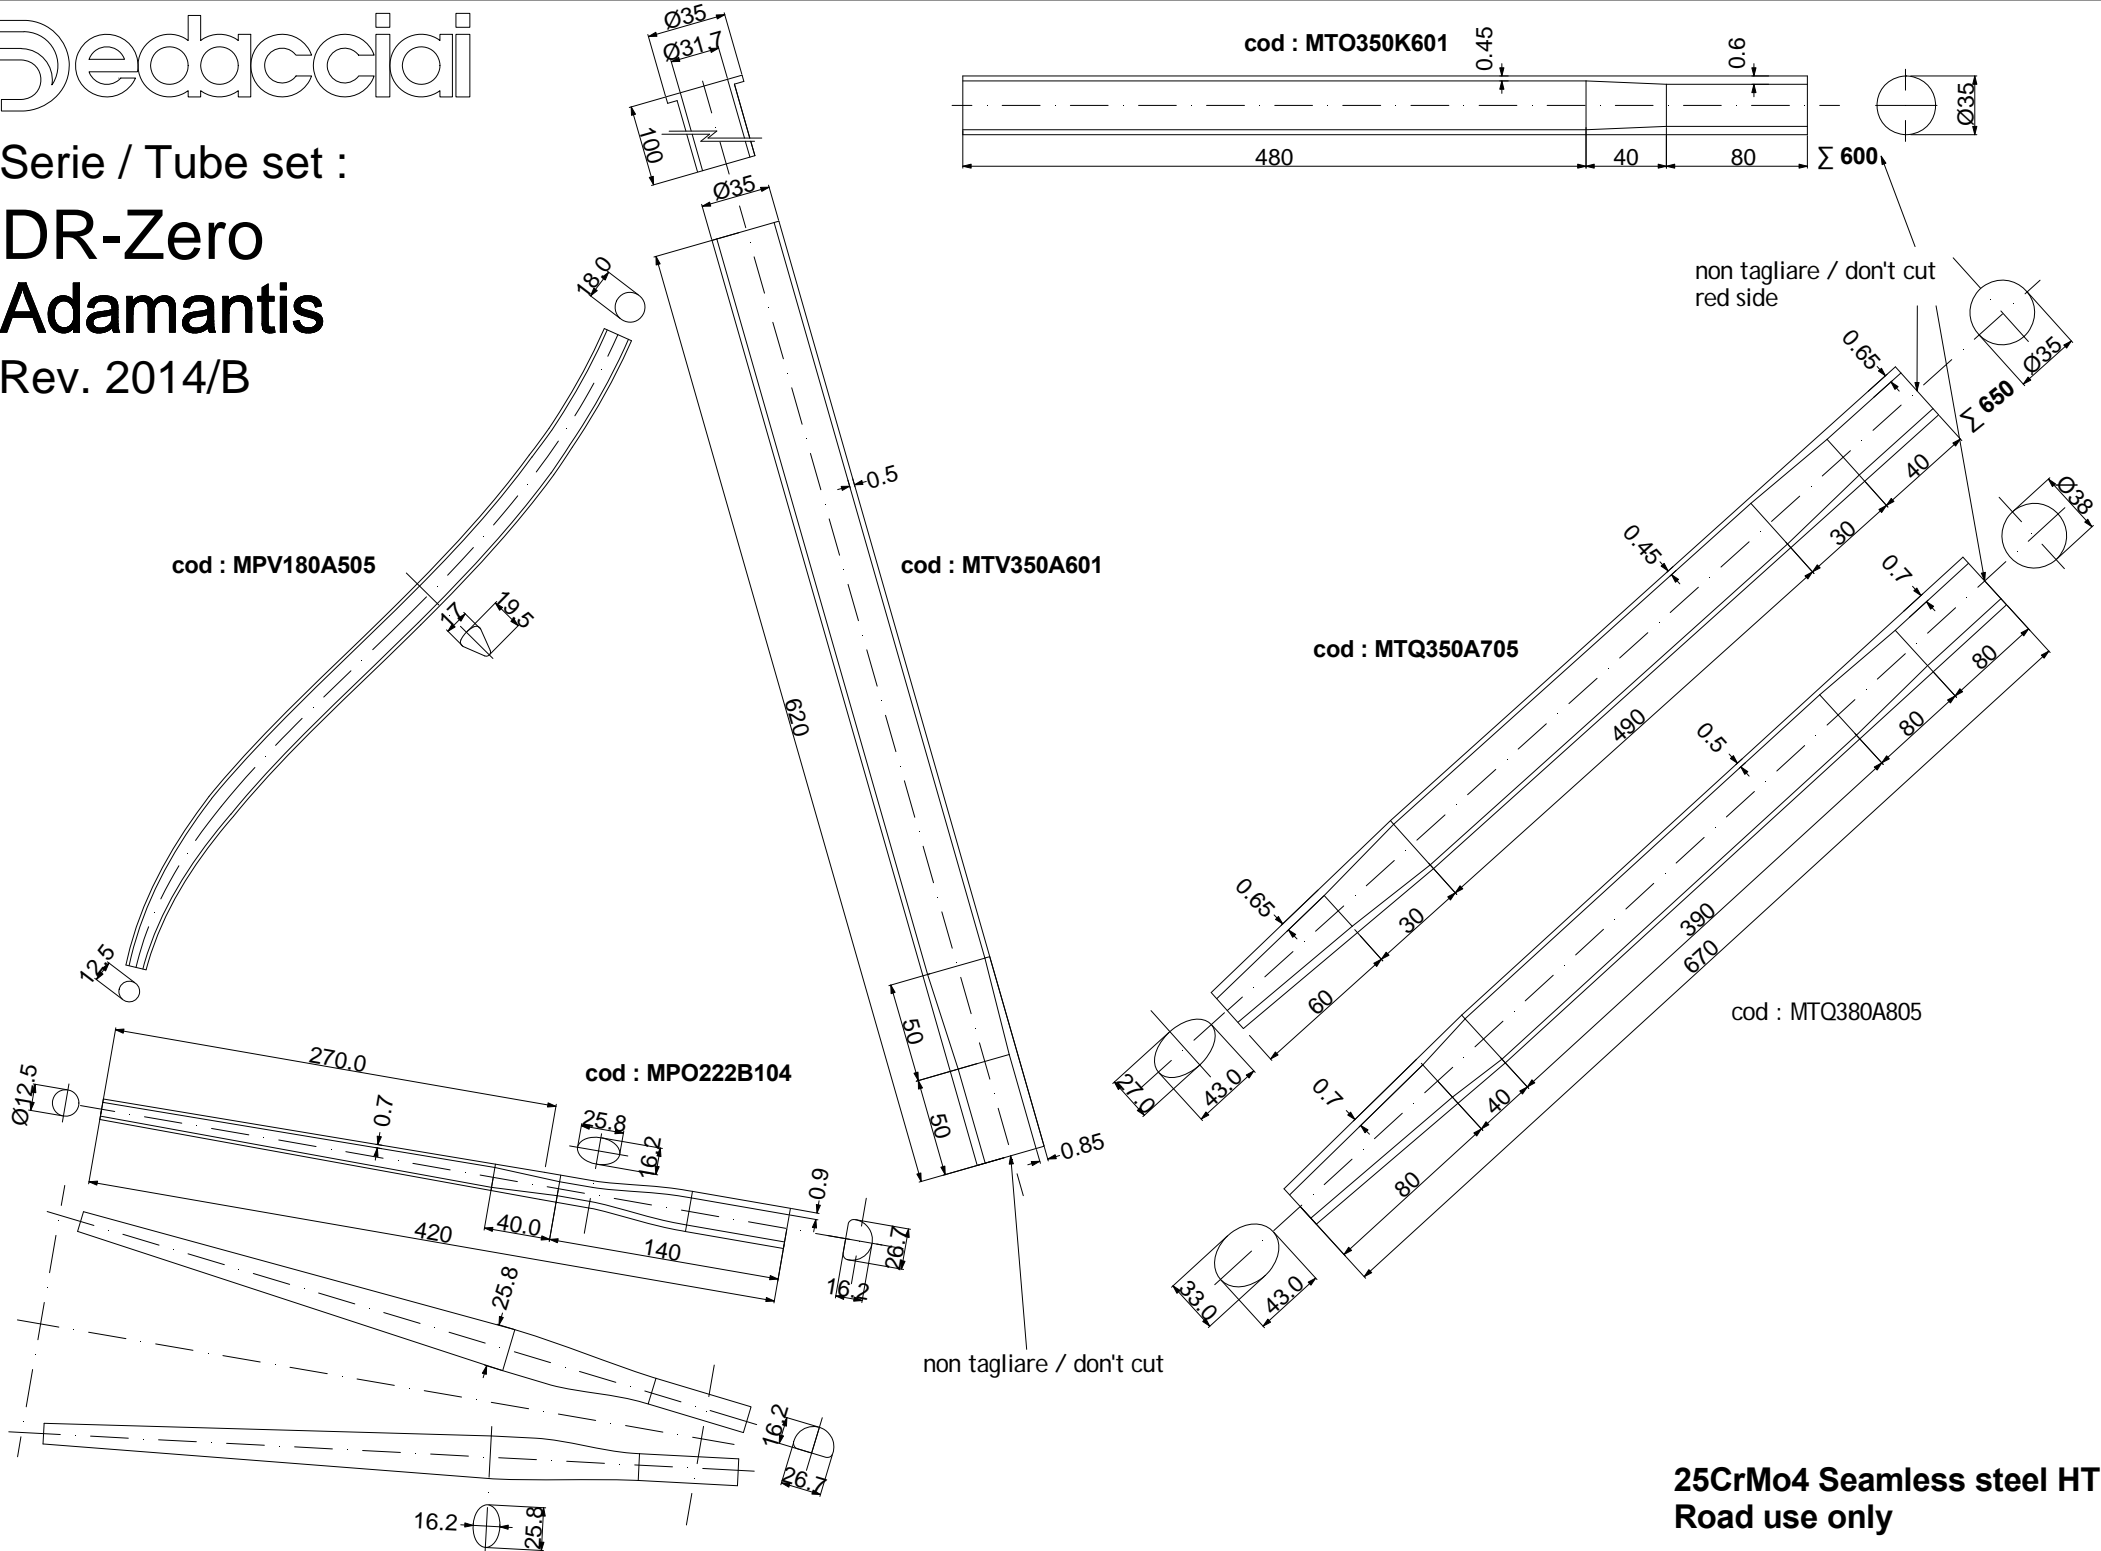 Dedacciai
Serie / Tube set :
DR-Zero
Adamantis
Rev. 2014/B
Ø35
Ø31.7
100
Ø35
620
0.5
cod : MTV350A601
50
50
0.85
non tagliare / don't cut
cod : MTO350K601
0.45
0.6
Ø35
480
40
80
∑ 600
non tagliare / don't cut
red side
Ø35
0.65
∑ 650
40
30
0.45
490
cod : MTQ350A705
0.65
30
60
27.0
43.0
Ø38
0.7
80
80
0.5
390
670
cod : MTQ380A805
0.7
40
80
33.0
43.0
18.0
cod : MPV180A505
17
19.5
12.5
270.0
cod : MPO222B104
Ø12.5
0.7
25.8
16.2
0.9
40.0
420
140
26.7
16.2
25.8
16.2
26.7
16.2
25.8
25CrMo4 Seamless steel HT
Road use only